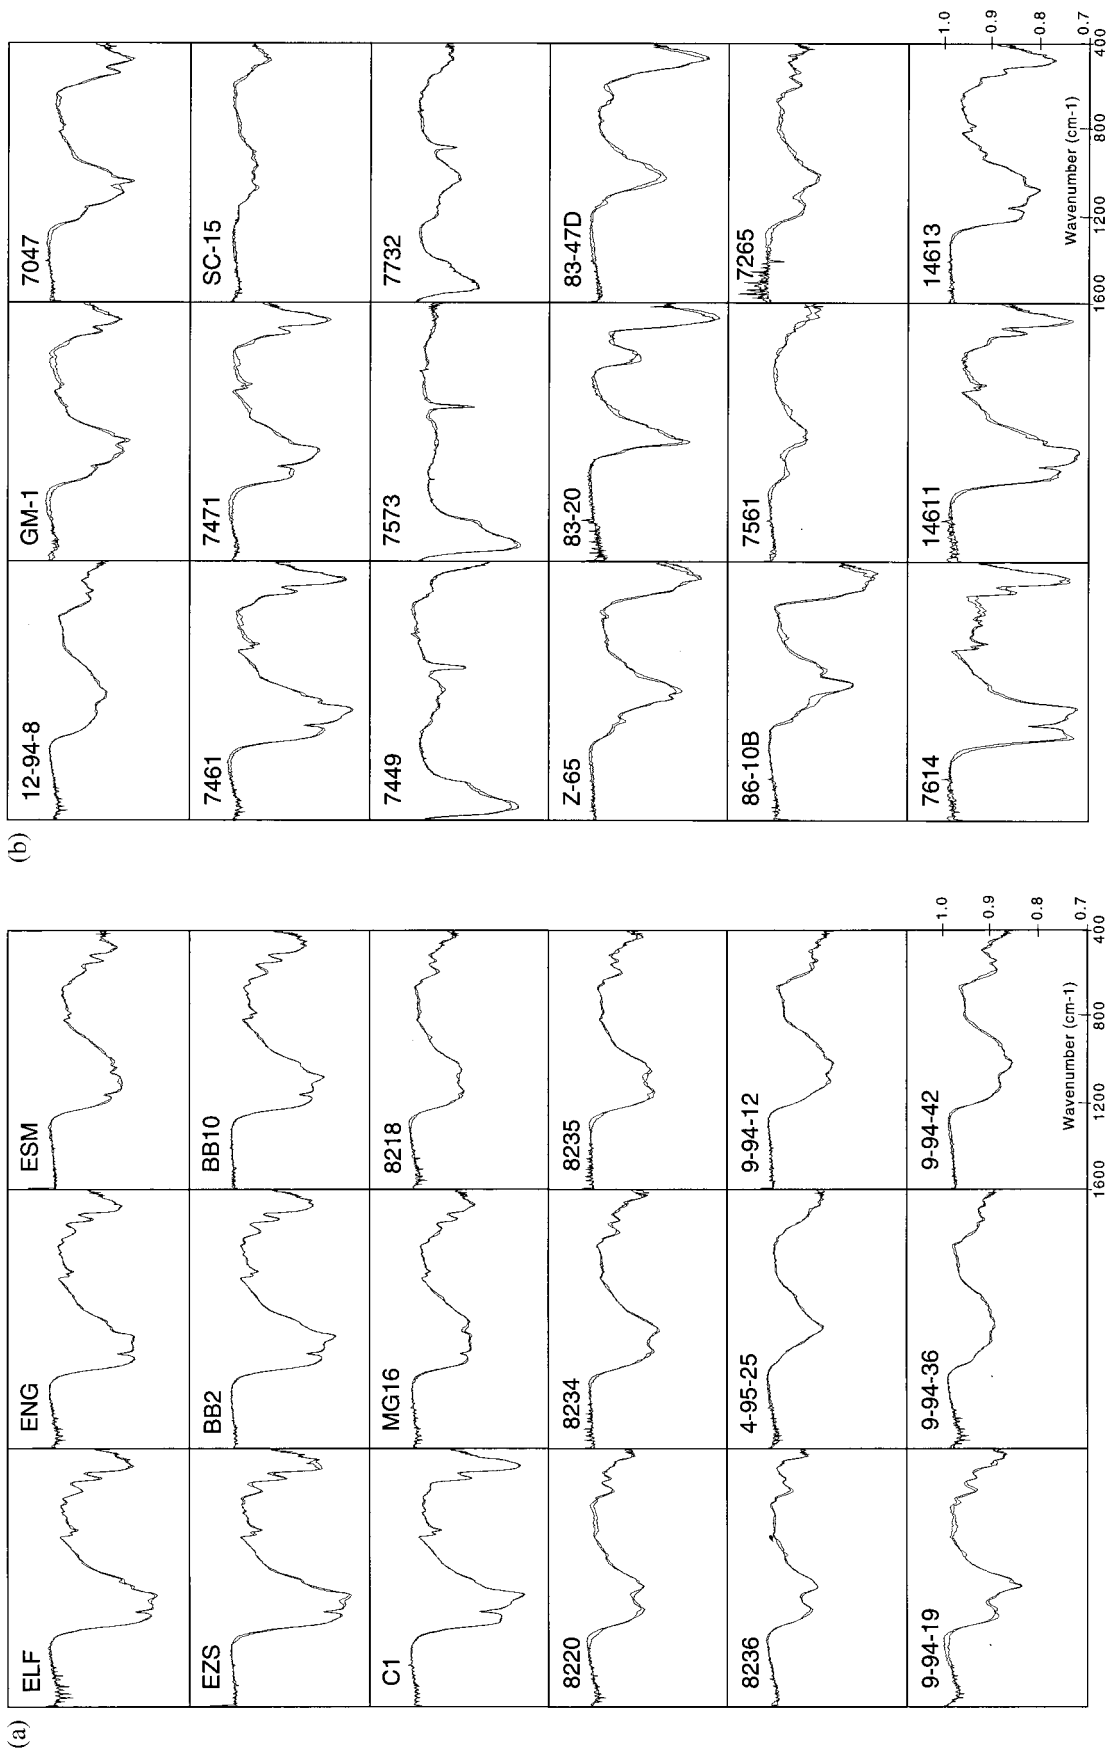 (a)
ELF
ENG
ESM
EZS
BB2
BB10
C1
MG16
8218
8220
8234
8235
8236
4-95-25
9-94-12
9-94-19
9-94-36
9-94-42
1.0
0.9
0.8
0.7
1600
1200
800
400
Wavenumber (cm-1)
(b)
12-94-8
GM-1
7047
7461
7471
SC-15
7449
7573
7732
Z-65
83-20
83-47D
86-10B
7561
7265
7614
14611
14613
1.0
0.9
0.8
0.7
1600
1200
800
400
Wavenumber (cm-1)